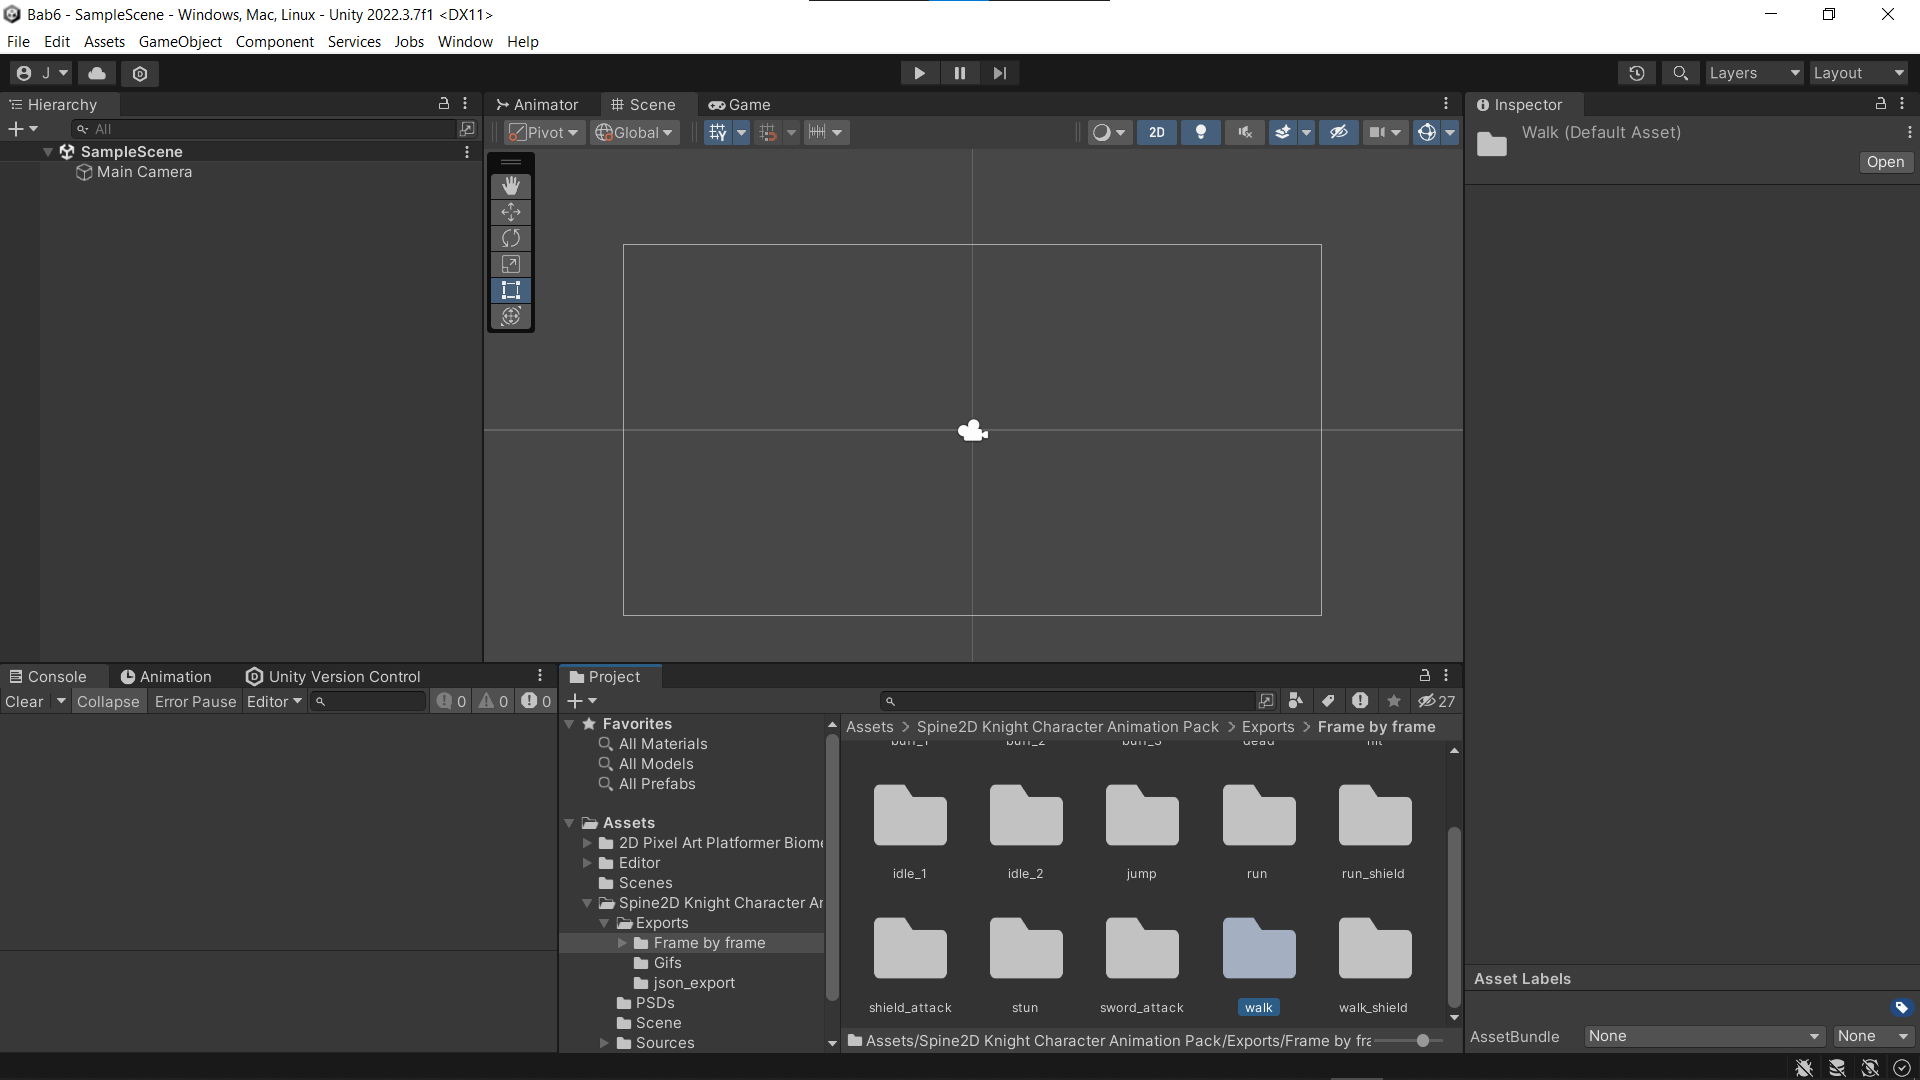 Bab6 - SampleScene - Windows, Mac, Linux - Unity 2022.3.7f1 <DX11>
File Edit Assets GameObject Component Services Jobs Window Help
J
Layers
Layout
Hierarchy
Animator
Scene
Game
Inspector
All
Pivot
Global
2D
Walk (Default Asset)
Open
SampleScene
Main Camera
Console
Animation
Unity Version Control
Project
Clear
Collapse
Error Pause
Editor
0
0
0
27
Favorites
All Materials
All Models
All Prefabs
Assets
2D Pixel Art Platformer Biome
Editor
Scenes
Spine2D Knight Character Ar
Exports
Frame by frame
Gifs
json_export
PSDs
Scene
Sources
Assets > Spine2D Knight Character Animation Pack > Exports > Frame by frame
buff_1 buff_2 buff_3 dead hit
idle_1 idle_2 jump run run_shield
shield_attack stun sword_attack walk walk_shield
Assets/Spine2D Knight Character Animation Pack/Exports/Frame by fra
Asset Labels
AssetBundle
None
None